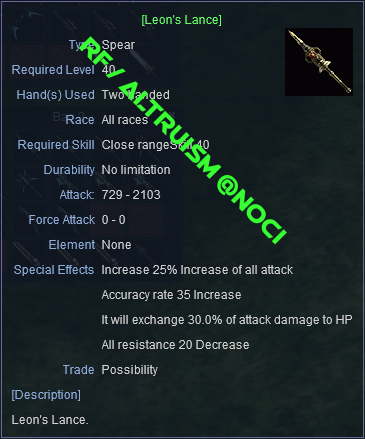 [Leon's Lance]
Type Spear
Required Level 40
Hand(s) Used Two handed
Race All races
Required Skill Close rangeSkill 40
Durability No limitation
Attack: 729 - 2103
Force Attack 0 - 0
Element None
Special Effects Increase 25% Increase of all attack
Accuracy rate 35 Increase
It will exchange 30.0% of attack damage to HP
All resistance 20 Decrease
Trade Possibility
[Description]
Leon's Lance.
RF / ALTRUISM @NOCI